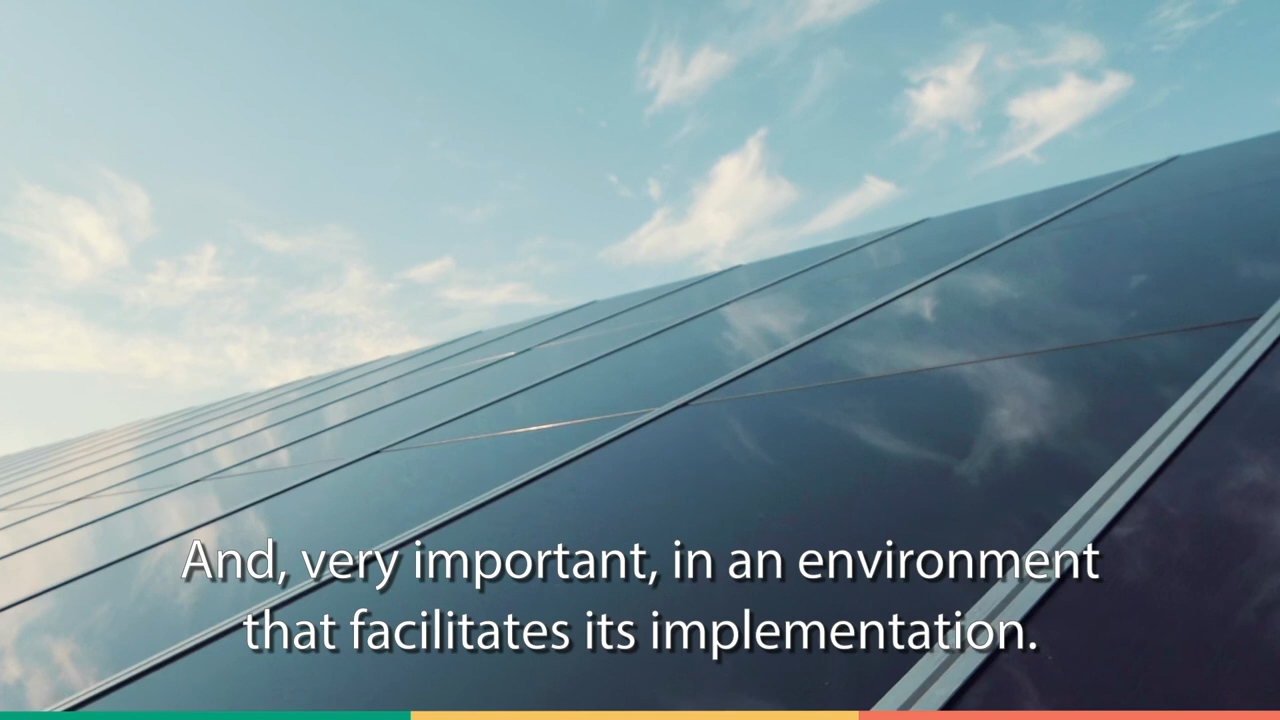 And, very important, in an environment
that facilitates its implementation.